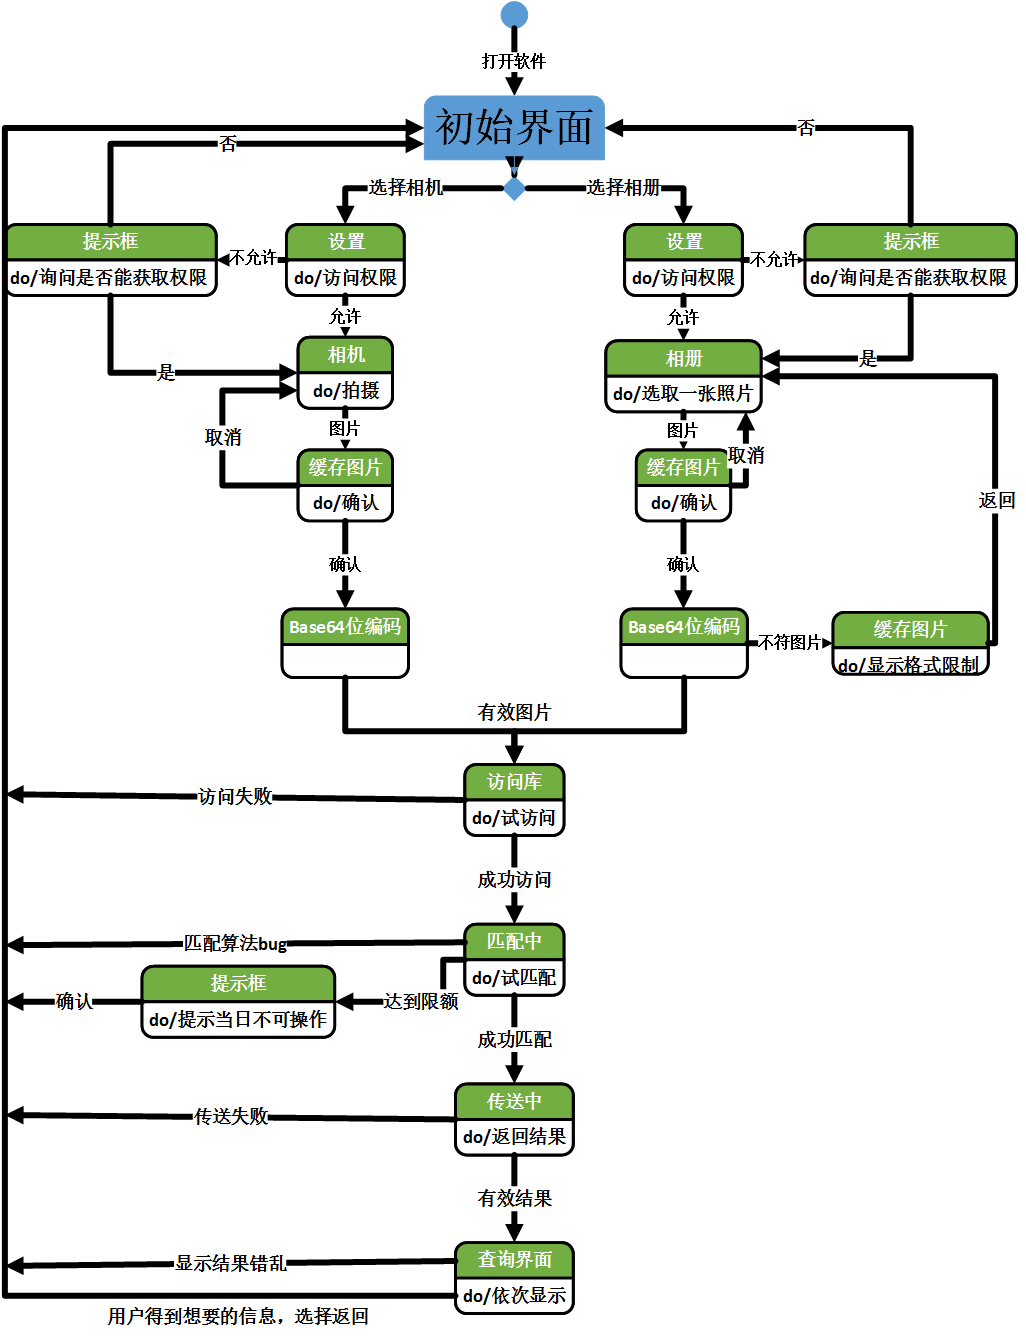 打开软件
初始界面
否
否
选择相机
选择相册
提示框
do/询问是否能获取权限
不允许
设置
do/访问权限
设置
do/访问权限
不允许
提示框
do/询问是否能获取权限
允许
允许
是
相机
do/拍摄
相册
do/选取一张照片
是
取消
图片
图片
取消
缓存图片
do/确认
缓存图片
do/确认
返回
确认
确认
Base64位编码
Base64位编码
不符图片
缓存图片
do/显示格式限制
有效图片
访问库
do/试访问
访问失败
成功访问
匹配中
do/试匹配
匹配算法bug
提示框
do/提示当日不可操作
确认
达到限额
成功匹配
传送中
do/返回结果
传送失败
有效结果
查询界面
do/依次显示
显示结果错乱
用户得到想要的信息，选择返回